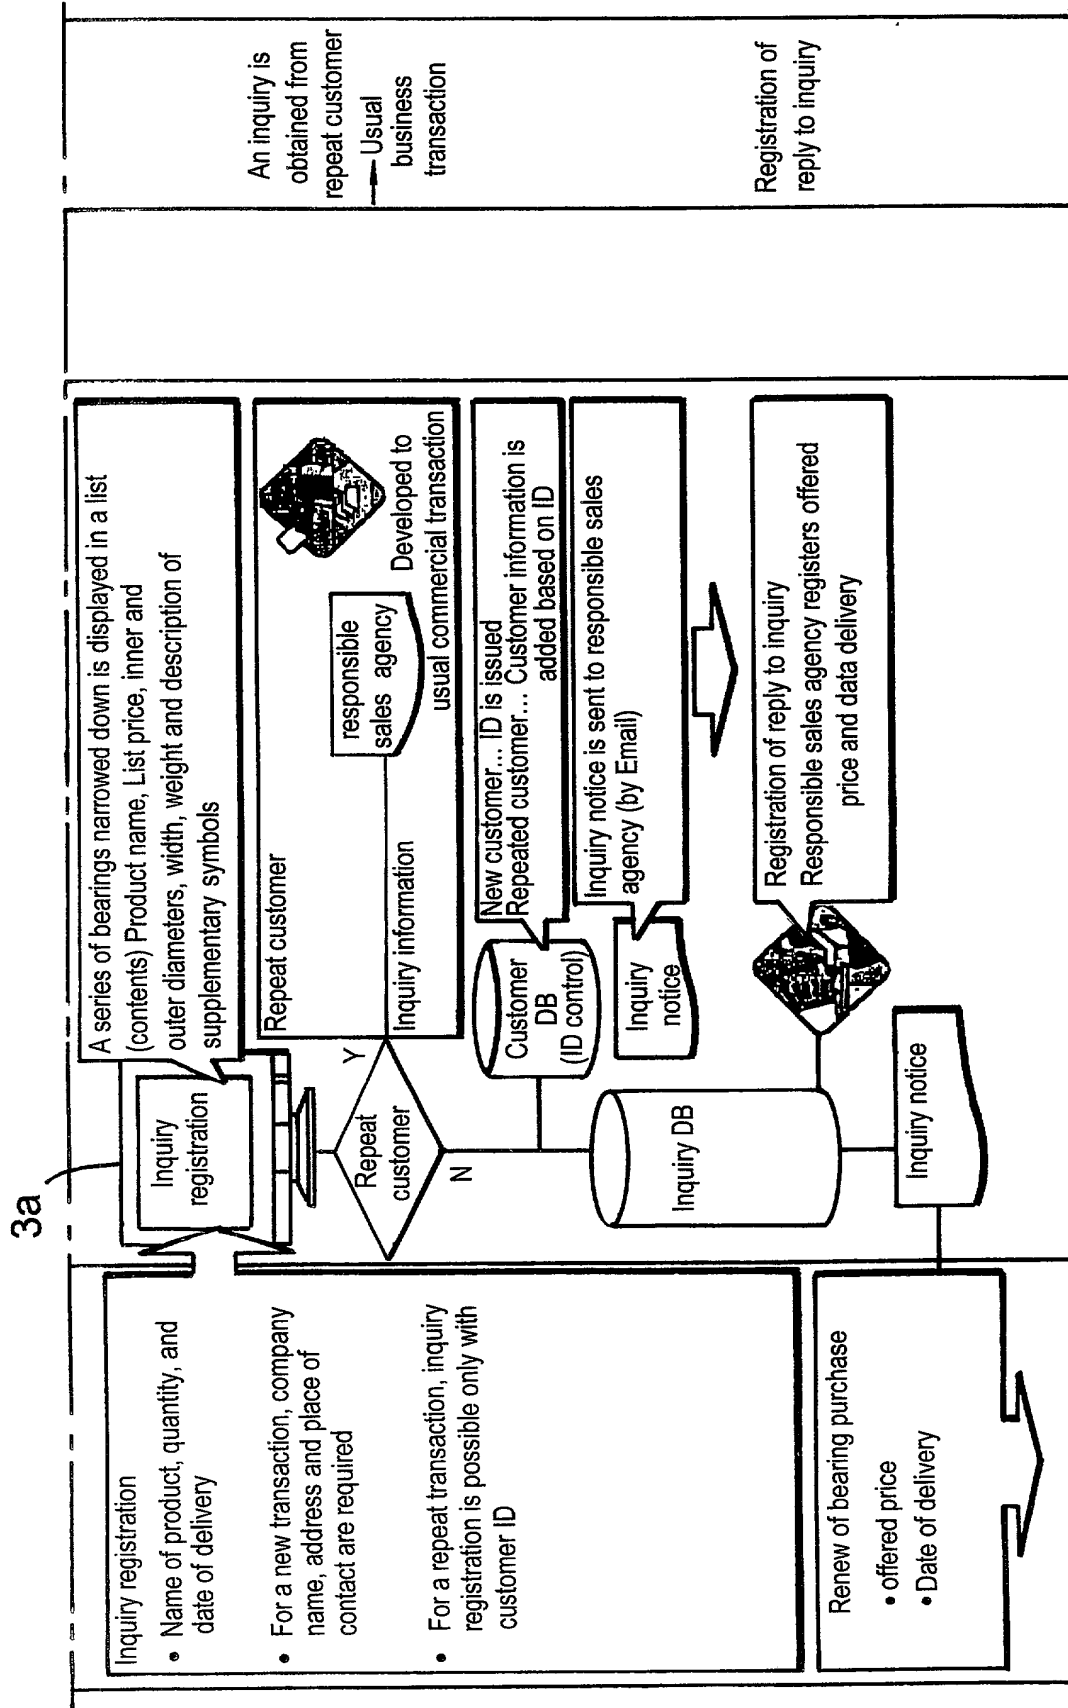 3a
Inquiry registration
• Name of product, quantity, and
date of delivery
• For a new transaction, company
name, address and place of
contact are required
• For a repeat transaction, inquiry
registration is possible only with
customer ID
Renew of bearing purchase
• offered price
• Date of delivery
Inquiry
registration
A series of bearings narrowed down is displayed in a list
(contents) Product name, List price, inner and
outer diameters, width, weight and description of
supplementary symbols
Repeat
customer
Y
N
Repeat customer
Inquiry information
responsible
sales agency
Developed to
usual commercial transaction
Customer
DB
(ID control)
New customer... ID is issued
Repeated customer... Customer information is
added based on ID
Inquiry
notice
Inquiry notice is sent to responsible sales
agency (by Email)
Inquiry DB
Registration of reply to inquiry
Responsible sales agency registers offered
price and data delivery
Inquiry notice
An inquiry is
obtained from
repeat customer
Usual
business
transaction
Registration of
reply to inquiry